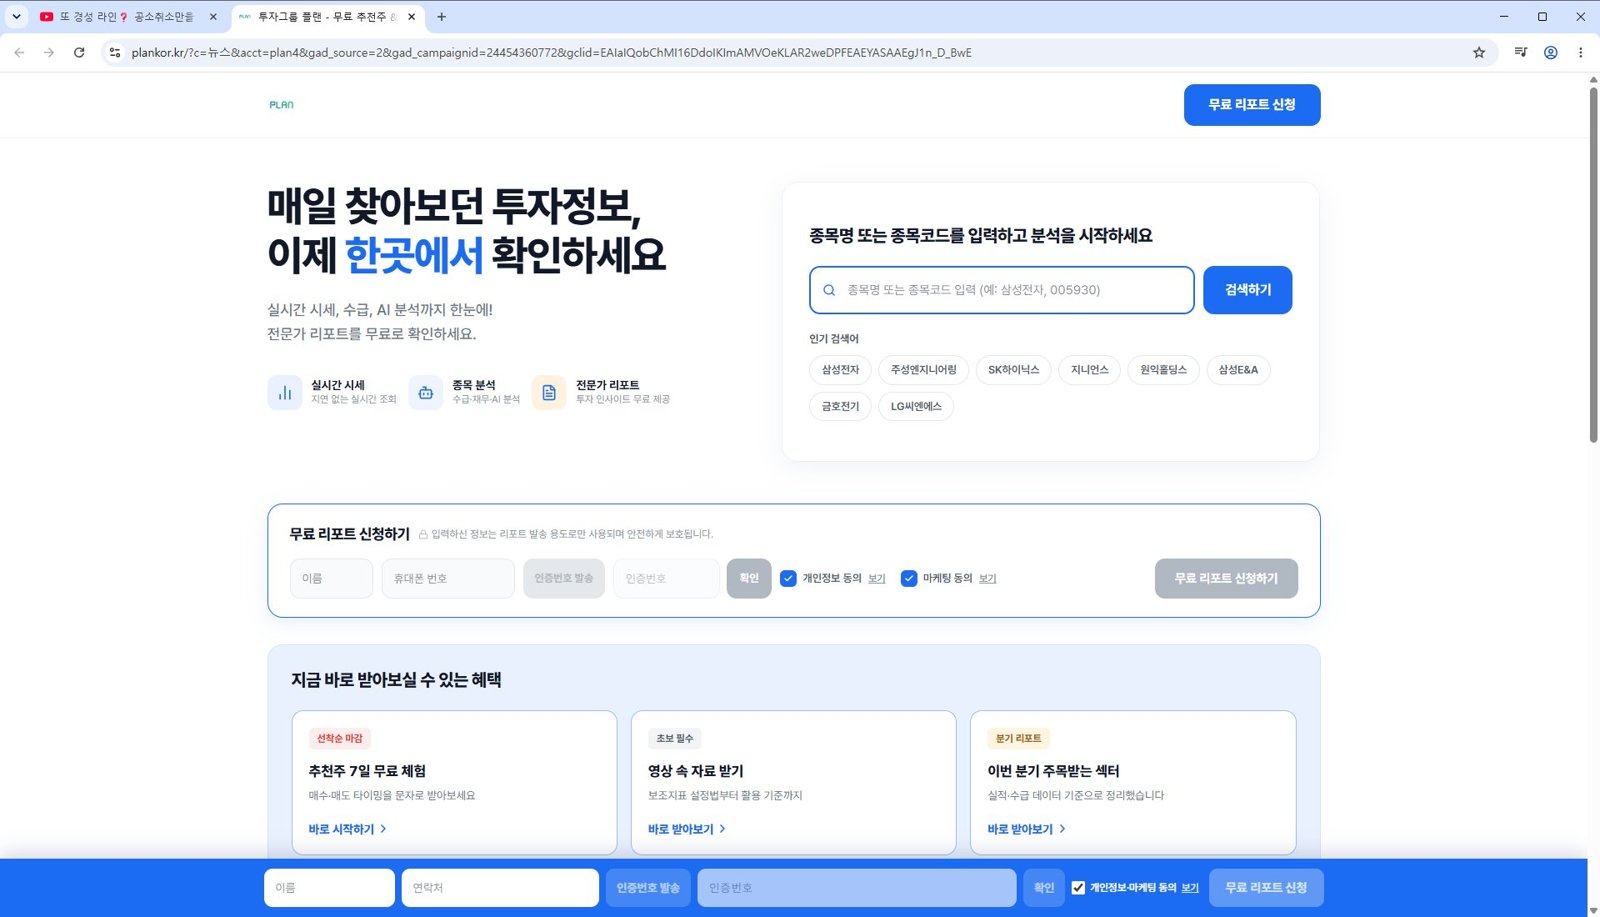 또 경성 라인❓ 공소취소만을
투자그룹 플랜 - 무료 추천주 &
plankor.kr/?c=뉴스&acct=plan4&gad_source=2&gad_campaignid=24454360772&gclid=EAIaIQobChMI16DdoIKImAMVOeKLAR2weDPFEAEYASAAEgJ1n_D_BwE
PLAN
무료 리포트 신청
매일 찾아보던 투자정보,
이제 한곳에서 확인하세요
실시간 시세, 수급, AI 분석까지 한눈에!
전문가 리포트를 무료로 확인하세요.
실시간 시세
지연 없는 실시간 조회
종목 분석
수급·재무·AI 분석
전문가 리포트
투자 인사이트 무료 제공
종목명 또는 종목코드를 입력하고 분석을 시작하세요
종목명 또는 종목코드 입력 (예: 삼성전자, 005930)
검색하기
인기 검색어
삼성전자 주성엔지니어링 SK하이닉스 지니언스 원익홀딩스 삼성E&A
금호전기 LG씨엔에스
무료 리포트 신청하기 입력하신 정보는 리포트 발송 용도로만 사용되며 안전하게 보호됩니다.
이름 휴대폰 번호 인증번호 발송 인증번호 확인 개인정보 동의 보기 마케팅 동의 보기 무료 리포트 신청하기
지금 바로 받아보실 수 있는 혜택
선착순 마감
추천주 7일 무료 체험
매수·매도 타이밍을 문자로 받아보세요
바로 시작하기
초보 필수
영상 속 자료 받기
보조지표 설정법부터 활용 기준까지
바로 받아보기
분기 리포트
이번 분기 주목받는 섹터
실적·수급 데이터 기준으로 정리했습니다
바로 받아보기
이름 연락처 인증번호 발송 인증번호 확인 개인정보·마케팅 동의 보기 무료 리포트 신청